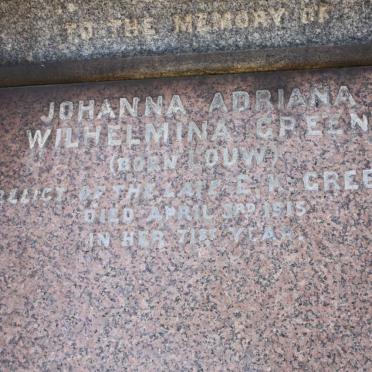 TO THE MEMORY OF
JOHANNA ADRIANA
WILHELMINA GREEN
(BORN LOUW)
RELICT OF THE LATE E. K. GREE
DIED APRIL 3RD 1915
IN HER 71ST YEAR.